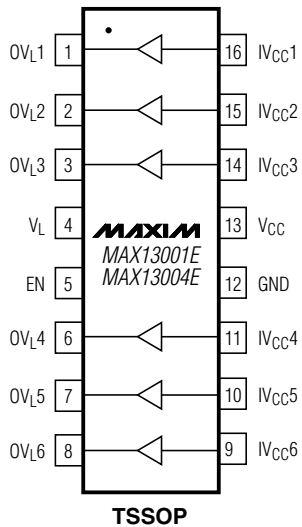 OVL1 1 16 IVCC1
OVL2 2 15 IVCC2
OVL3 3 14 IVCC3
VL 4 MAXIM 13 VCC
MAX13001E
EN 5 MAX13004E 12 GND
OVL4 6 11 IVCC4
OVL5 7 10 IVCC5
OVL6 8 9 IVCC6
TSSOP